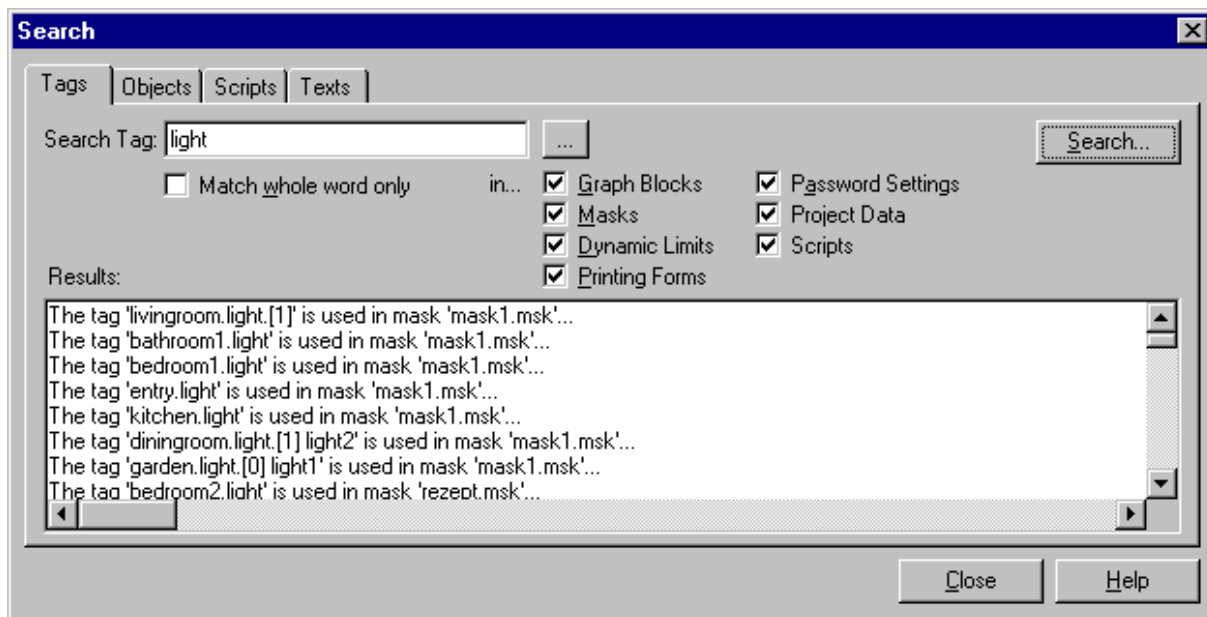 Search
Tags Objects Scripts Texts
Search Tag: light ... Search...
Match whole word only in... Graph Blocks Password Settings
Masks Project Data
Dynamic Limits Scripts
Results: Printing Forms
The tag 'livingroom.light.[1]' is used in mask 'mask1.msk'...
The tag 'bathroom1.light' is used in mask 'mask1.msk'...
The tag 'bedroom1.light' is used in mask 'mask1.msk'...
The tag 'entry.light' is used in mask 'mask1.msk'...
The tag 'kitchen.light' is used in mask 'mask1.msk'...
The tag 'diningroom.light.[1] light2' is used in mask 'mask1.msk'...
The tag 'garden.light.[0] light1' is used in mask 'mask1.msk'...
The tag 'bedroom2.light' is used in mask 'rezept.msk'...
Close Help